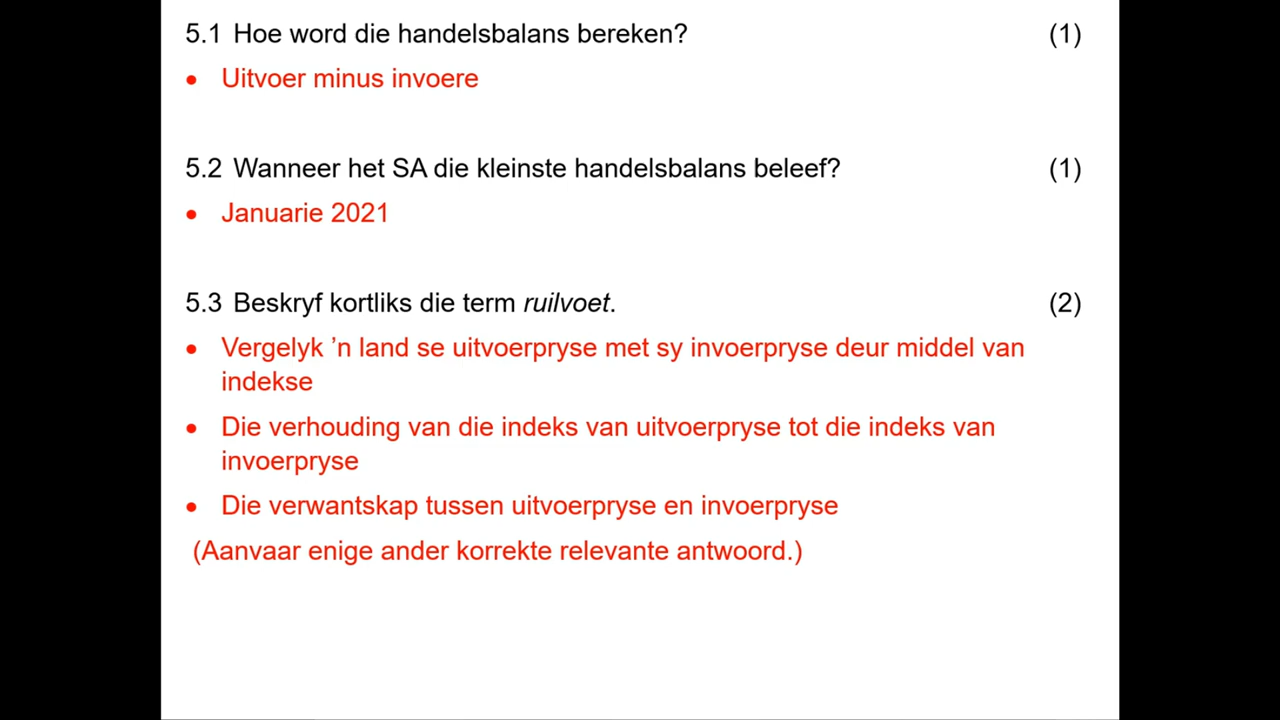 5.1 Hoe word die handelsbalans bereken? (1)
• Uitvoer minus invoere
5.2 Wanneer het SA die kleinste handelsbalans beleef? (1)
• Januarie 2021
5.3 Beskryf kortliks die term ruilvoet. (2)
• Vergelyk ’n land se uitvoerpryse met sy invoerpryse deur middel van
indekse
• Die verhouding van die indeks van uitvoerpryse tot die indeks van
invoerpryse
• Die verwantskap tussen uitvoerpryse en invoerpryse
(Aanvaar enige ander korrekte relevante antwoord.)